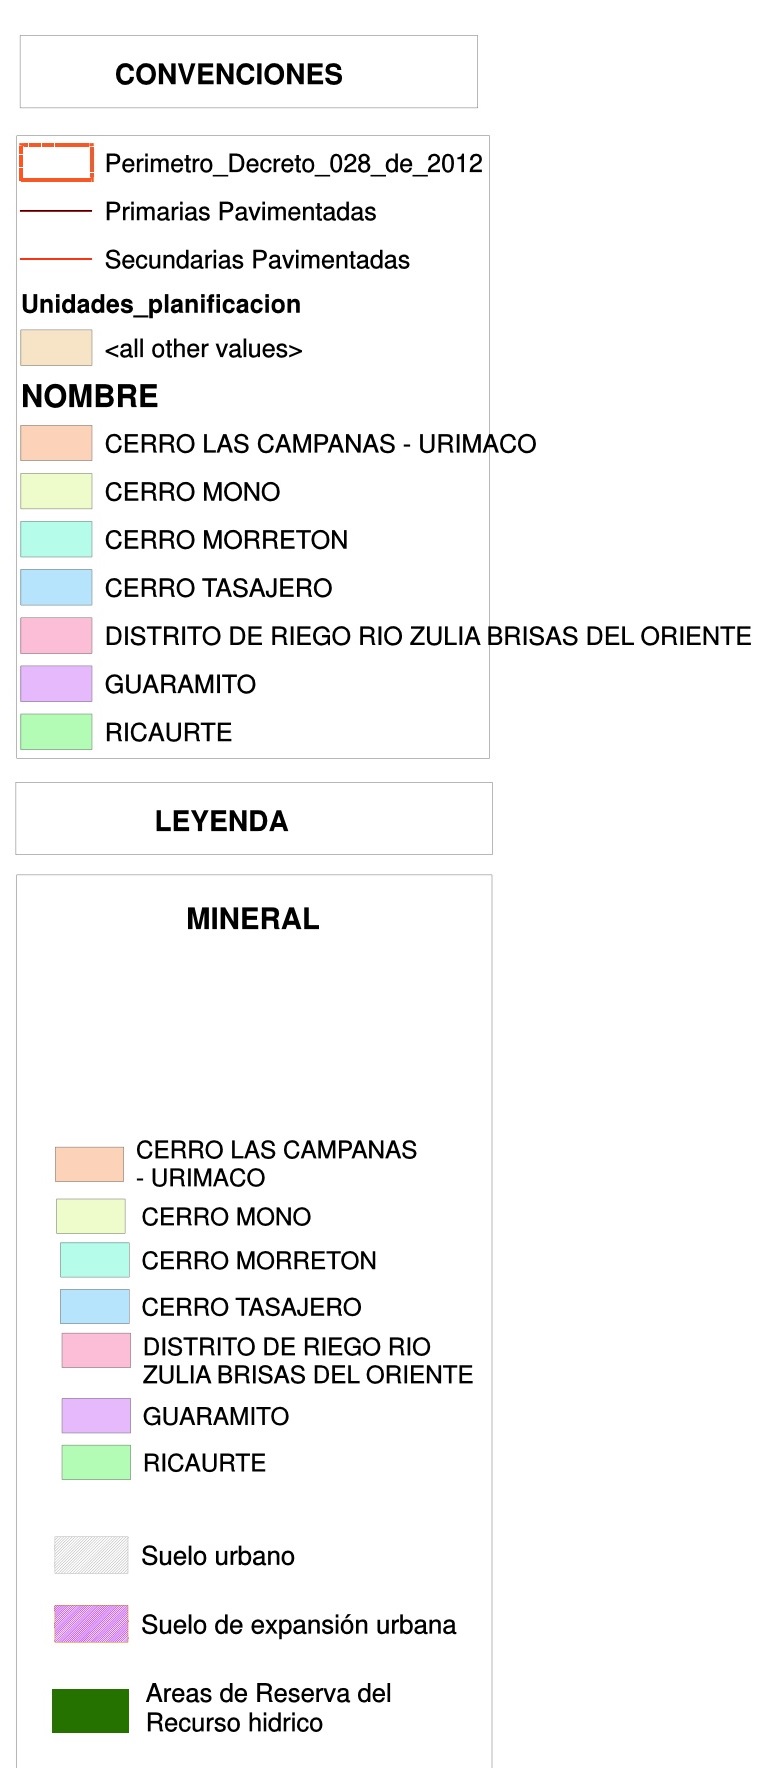 CONVENCIONES
Perimetro_Decreto_028_de_2012
Primarias Pavimentadas
Secundarias Pavimentadas
Unidades_planificacion
<all other values>
NOMBRE
CERRO LAS CAMPANAS - URIMACO
CERRO MONO
CERRO MORRETON
CERRO TASAJERO
DISTRITO DE RIEGO RIO ZULIA BRISAS DEL ORIENTE
GUARAMITO
RICAURTE
LEYENDA
MINERAL
CERRO LAS CAMPANAS
- URIMACO
CERRO MONO
CERRO MORRETON
CERRO TASAJERO
DISTRITO DE RIEGO RIO
ZULIA BRISAS DEL ORIENTE
GUARAMITO
RICAURTE
Suelo urbano
Suelo de expansión urbana
Areas de Reserva del
Recurso hidrico